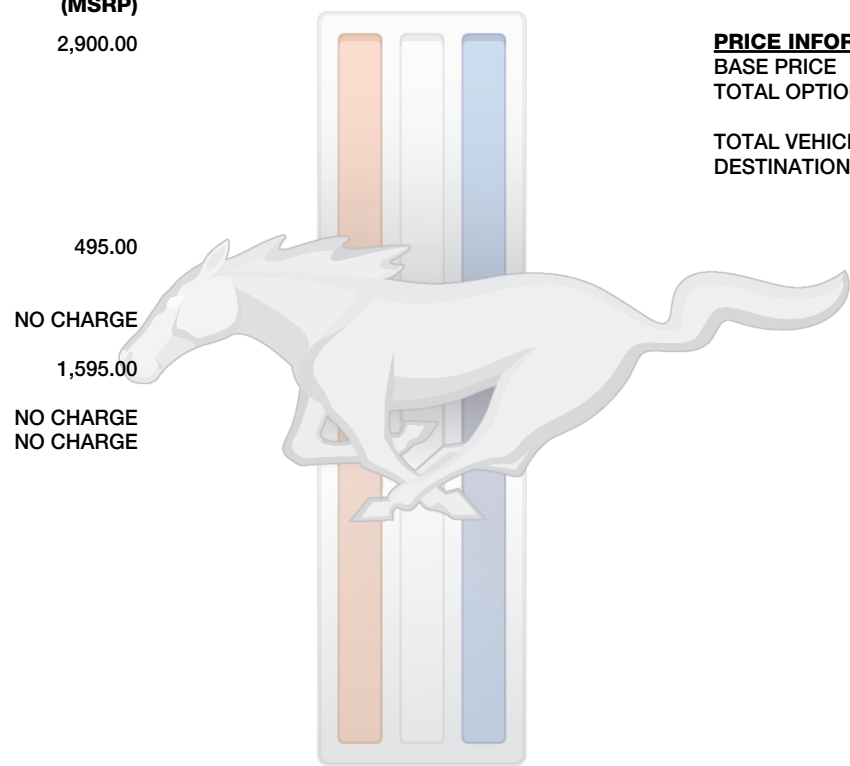 (MSRP)
2,900.00
495.00
NO CHARGE
1,595.00
NO CHARGE
NO CHARGE
PRICE INFOR
BASE PRICE
TOTAL OPTIO
TOTAL VEHICL
DESTINATION